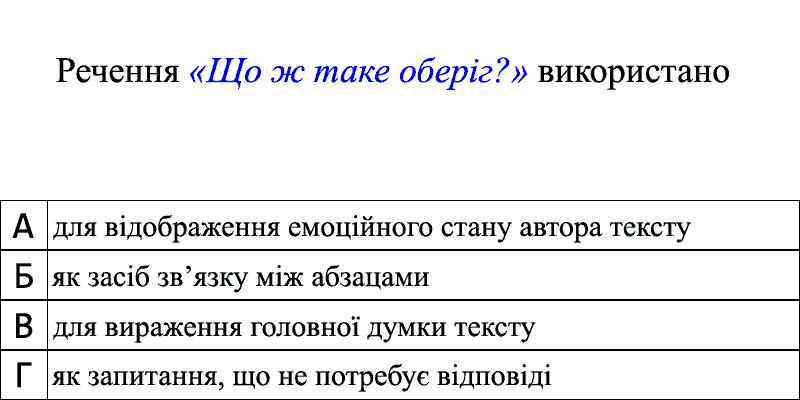 Речення «Що ж таке оберіг?» використано
А для відображення емоційного стану автора тексту
Б як засіб зв’язку між абзацами
В для вираження головної думки тексту
Г як запитання, що не потребує відповіді